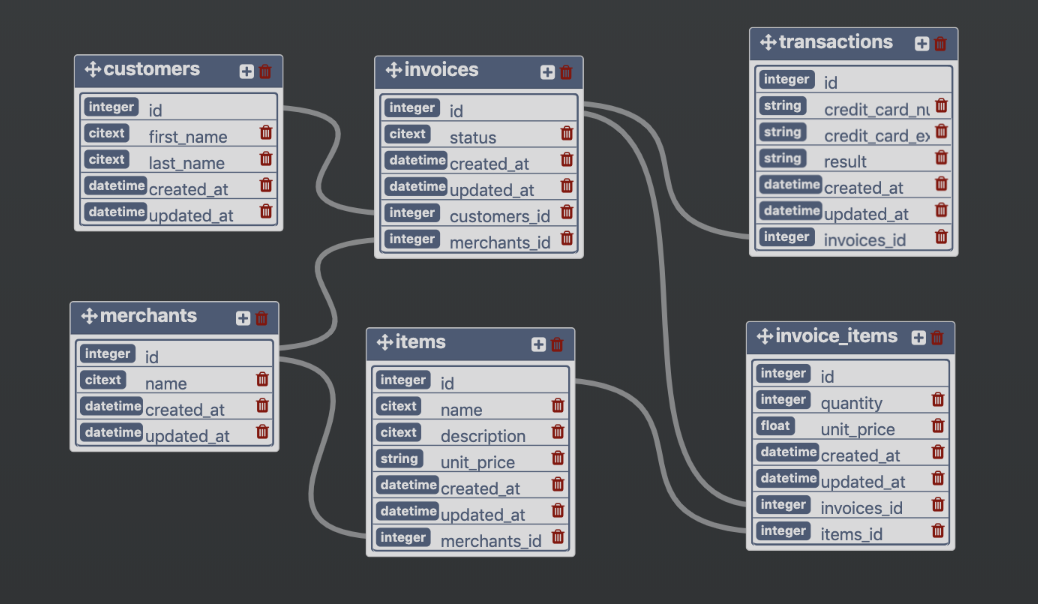 customers
integer id
citext first_name
citext last_name
datetime created_at
datetime updated_at
invoices
integer id
citext status
datetime created_at
datetime updated_at
integer customers_id
integer merchants_id
transactions
integer id
string credit_card_nu
string credit_card_ex
string result
datetime created_at
datetime updated_at
integer invoices_id
merchants
integer id
citext name
datetime created_at
datetime updated_at
items
integer id
citext name
citext description
string unit_price
datetime created_at
datetime updated_at
integer merchants_id
invoice_items
integer id
integer quantity
float unit_price
datetime created_at
datetime updated_at
integer invoices_id
integer items_id